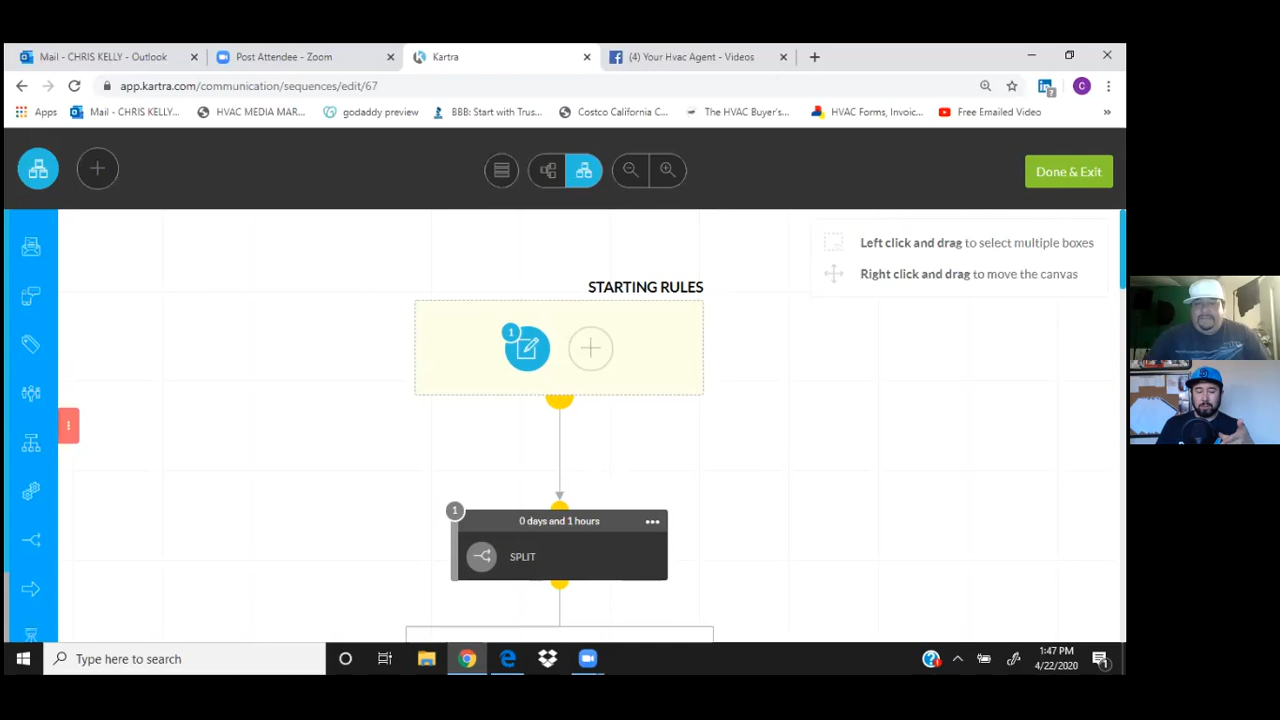 Mail - CHRIS KELLY - Outlook
Post Attendee - Zoom
Kartra
(4) Your Hvac Agent - Videos
app.kartra.com/communication/sequences/edit/67
Apps
Mail - CHRIS KELLY...
HVAC MEDIA MAR...
godaddy preview
BBB: Start with Trus...
Costco California C...
The HVAC Buyer's...
HVAC Forms, Invoic...
Free Emailed Video
Done & Exit
Left click and drag to select multiple boxes
Right click and drag to move the canvas
STARTING RULES
1
1
0 days and 1 hours
SPLIT
Type here to search
1:47 PM
4/22/2020
1